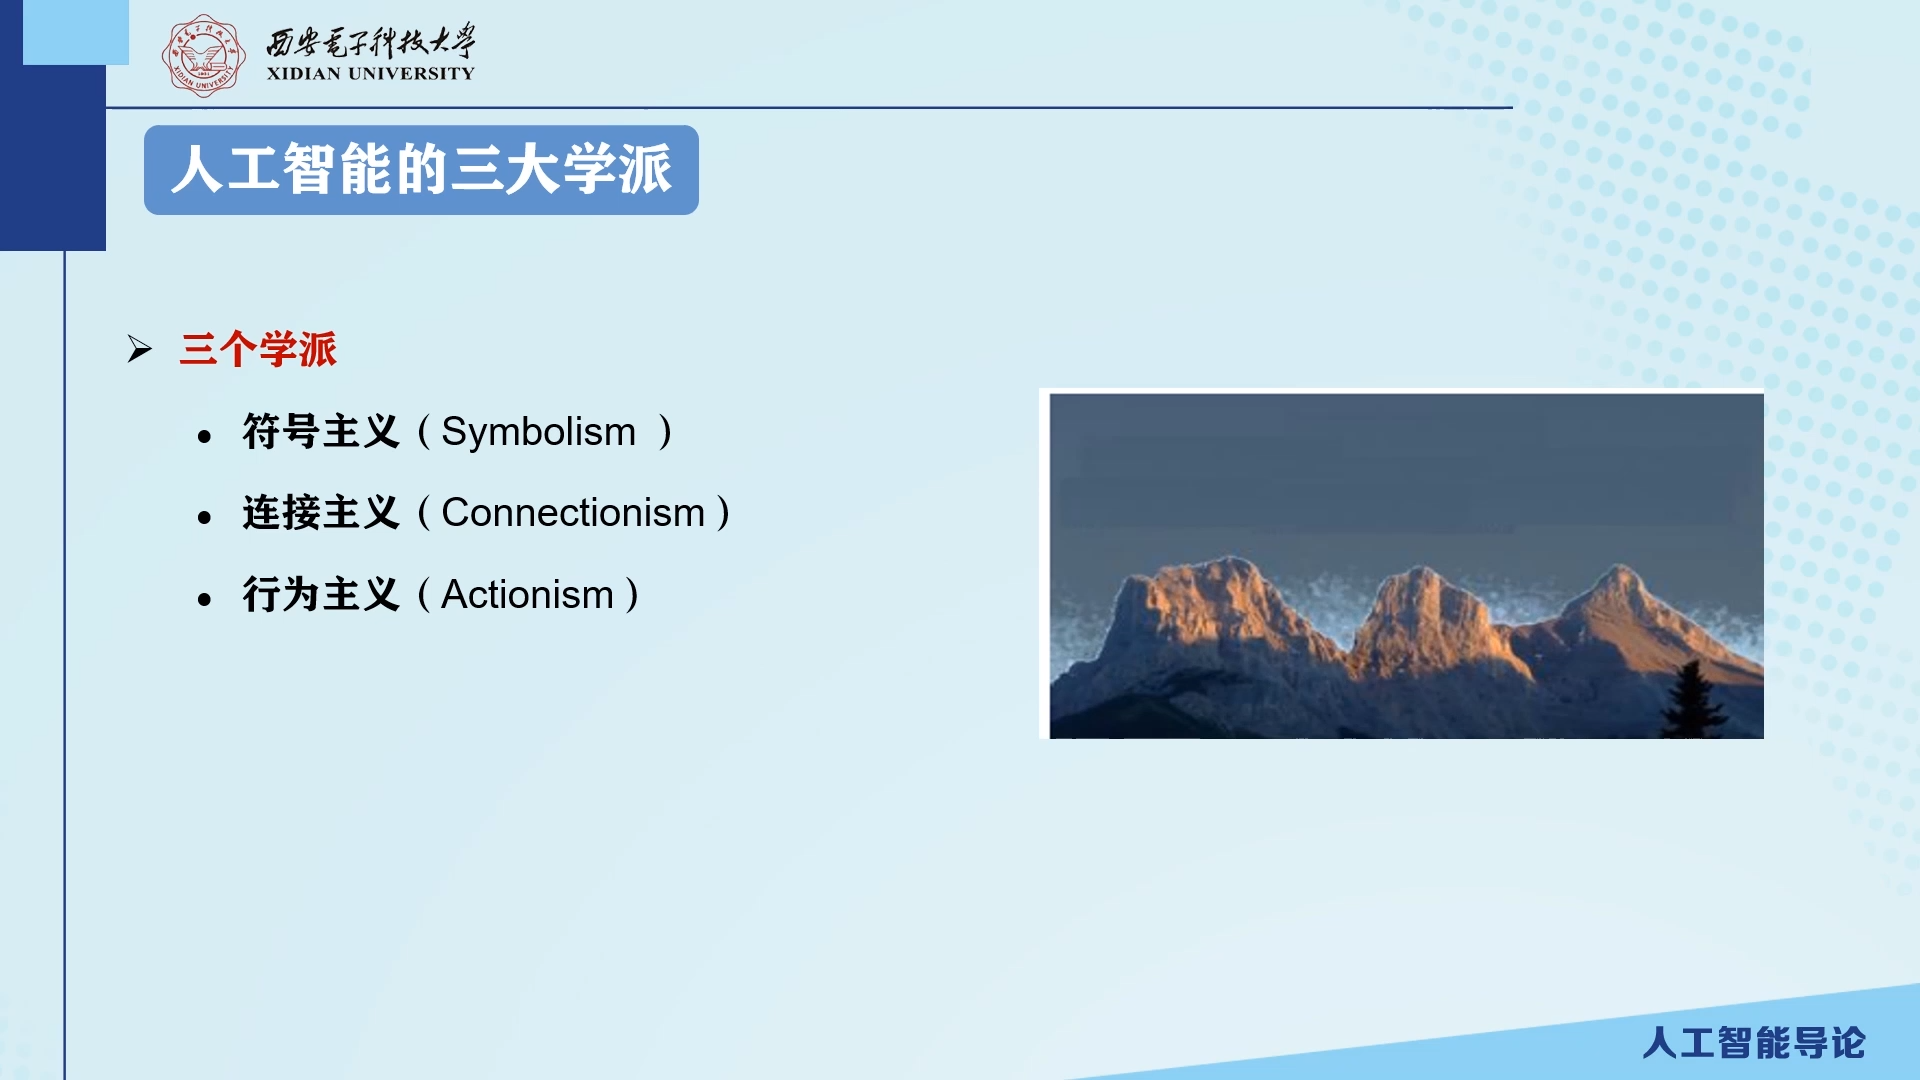 西安電子科技大学
XIDIAN UNIVERSITY
人工智能的三大学派
➢ 三个学派
● 符号主义（Symbolism ）
● 连接主义（Connectionism）
● 行为主义（Actionism）
人工智能导论